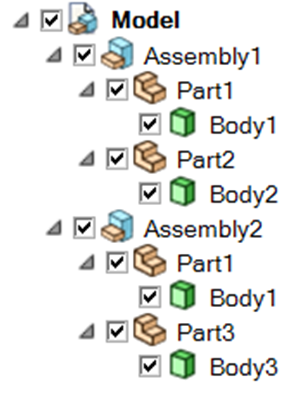 Model
Assembly1
Part1
Body1
Part2
Body2
Assembly2
Part1
Body1
Part3
Body3